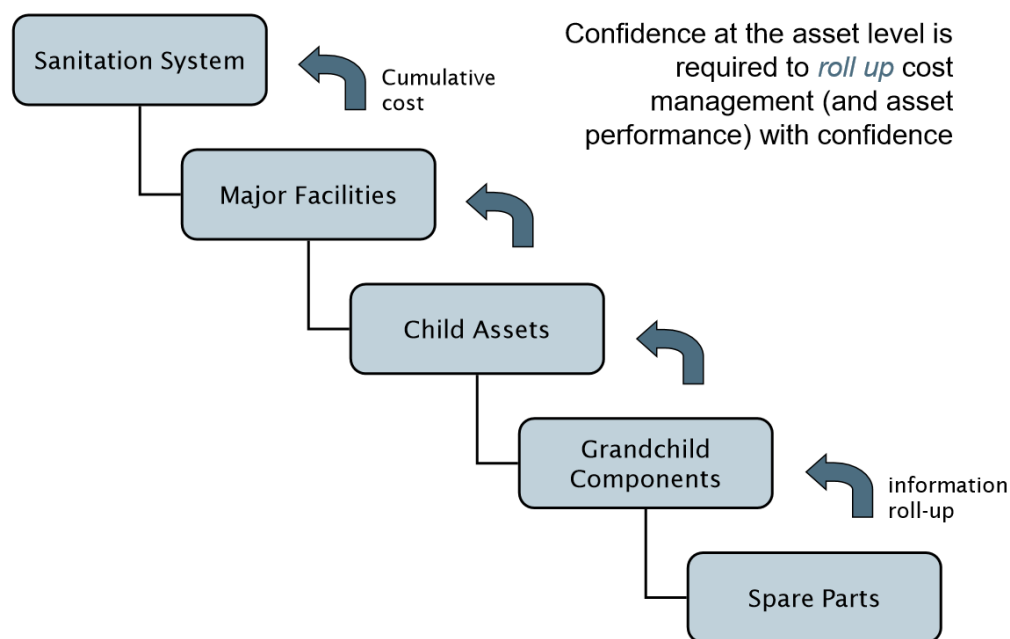 Confidence at the asset level is
required to roll up cost
management (and asset
performance) with confidence
Sanitation System
Cumulative
cost
Major Facilities
Child Assets
Grandchild
Components
information
roll-up
Spare Parts